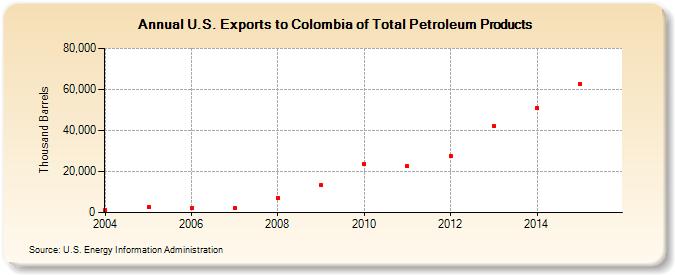 Annual U.S. Exports to Colombia of Total Petroleum Products
Thousand Barrels
80,000
60,000
40,000
20,000
0
2004 2006 2008 2010 2012 2014
Source: U.S. Energy Information Administration